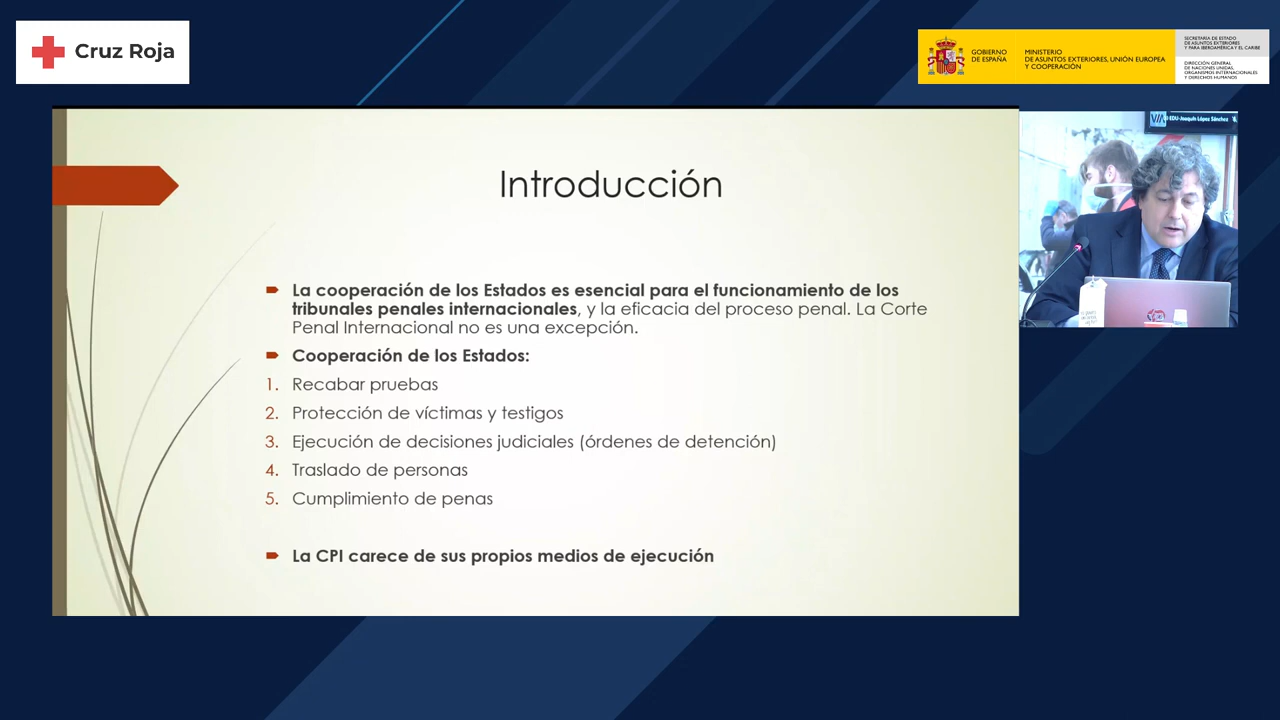 Cruz Roja
GOBIERNO
DE ESPAÑA
MINISTERIO
DE ASUNTOS EXTERIORES, UNIÓN EUROPEA
Y COOPERACIÓN
SECRETARÍA DE ESTADO
DE ASUNTOS EXTERIORES
Y PARA IBEROAMÉRICA Y EL CARIBE
DIRECCIÓN GENERAL
DE NACIONES UNIDAS,
ORGANISMOS INTERNACIONALES
Y DERECHOS HUMANOS
EDU-Joaquín López Sánchez
Introducción
La cooperación de los Estados es esencial para el funcionamiento de los
tribunales penales internacionales, y la eficacia del proceso penal. La Corte
Penal Internacional no es una excepción.
Cooperación de los Estados:
1. Recabar pruebas
2. Protección de víctimas y testigos
3. Ejecución de decisiones judiciales (órdenes de detención)
4. Traslado de personas
5. Cumplimiento de penas
La CPI carece de sus propios medios de ejecución